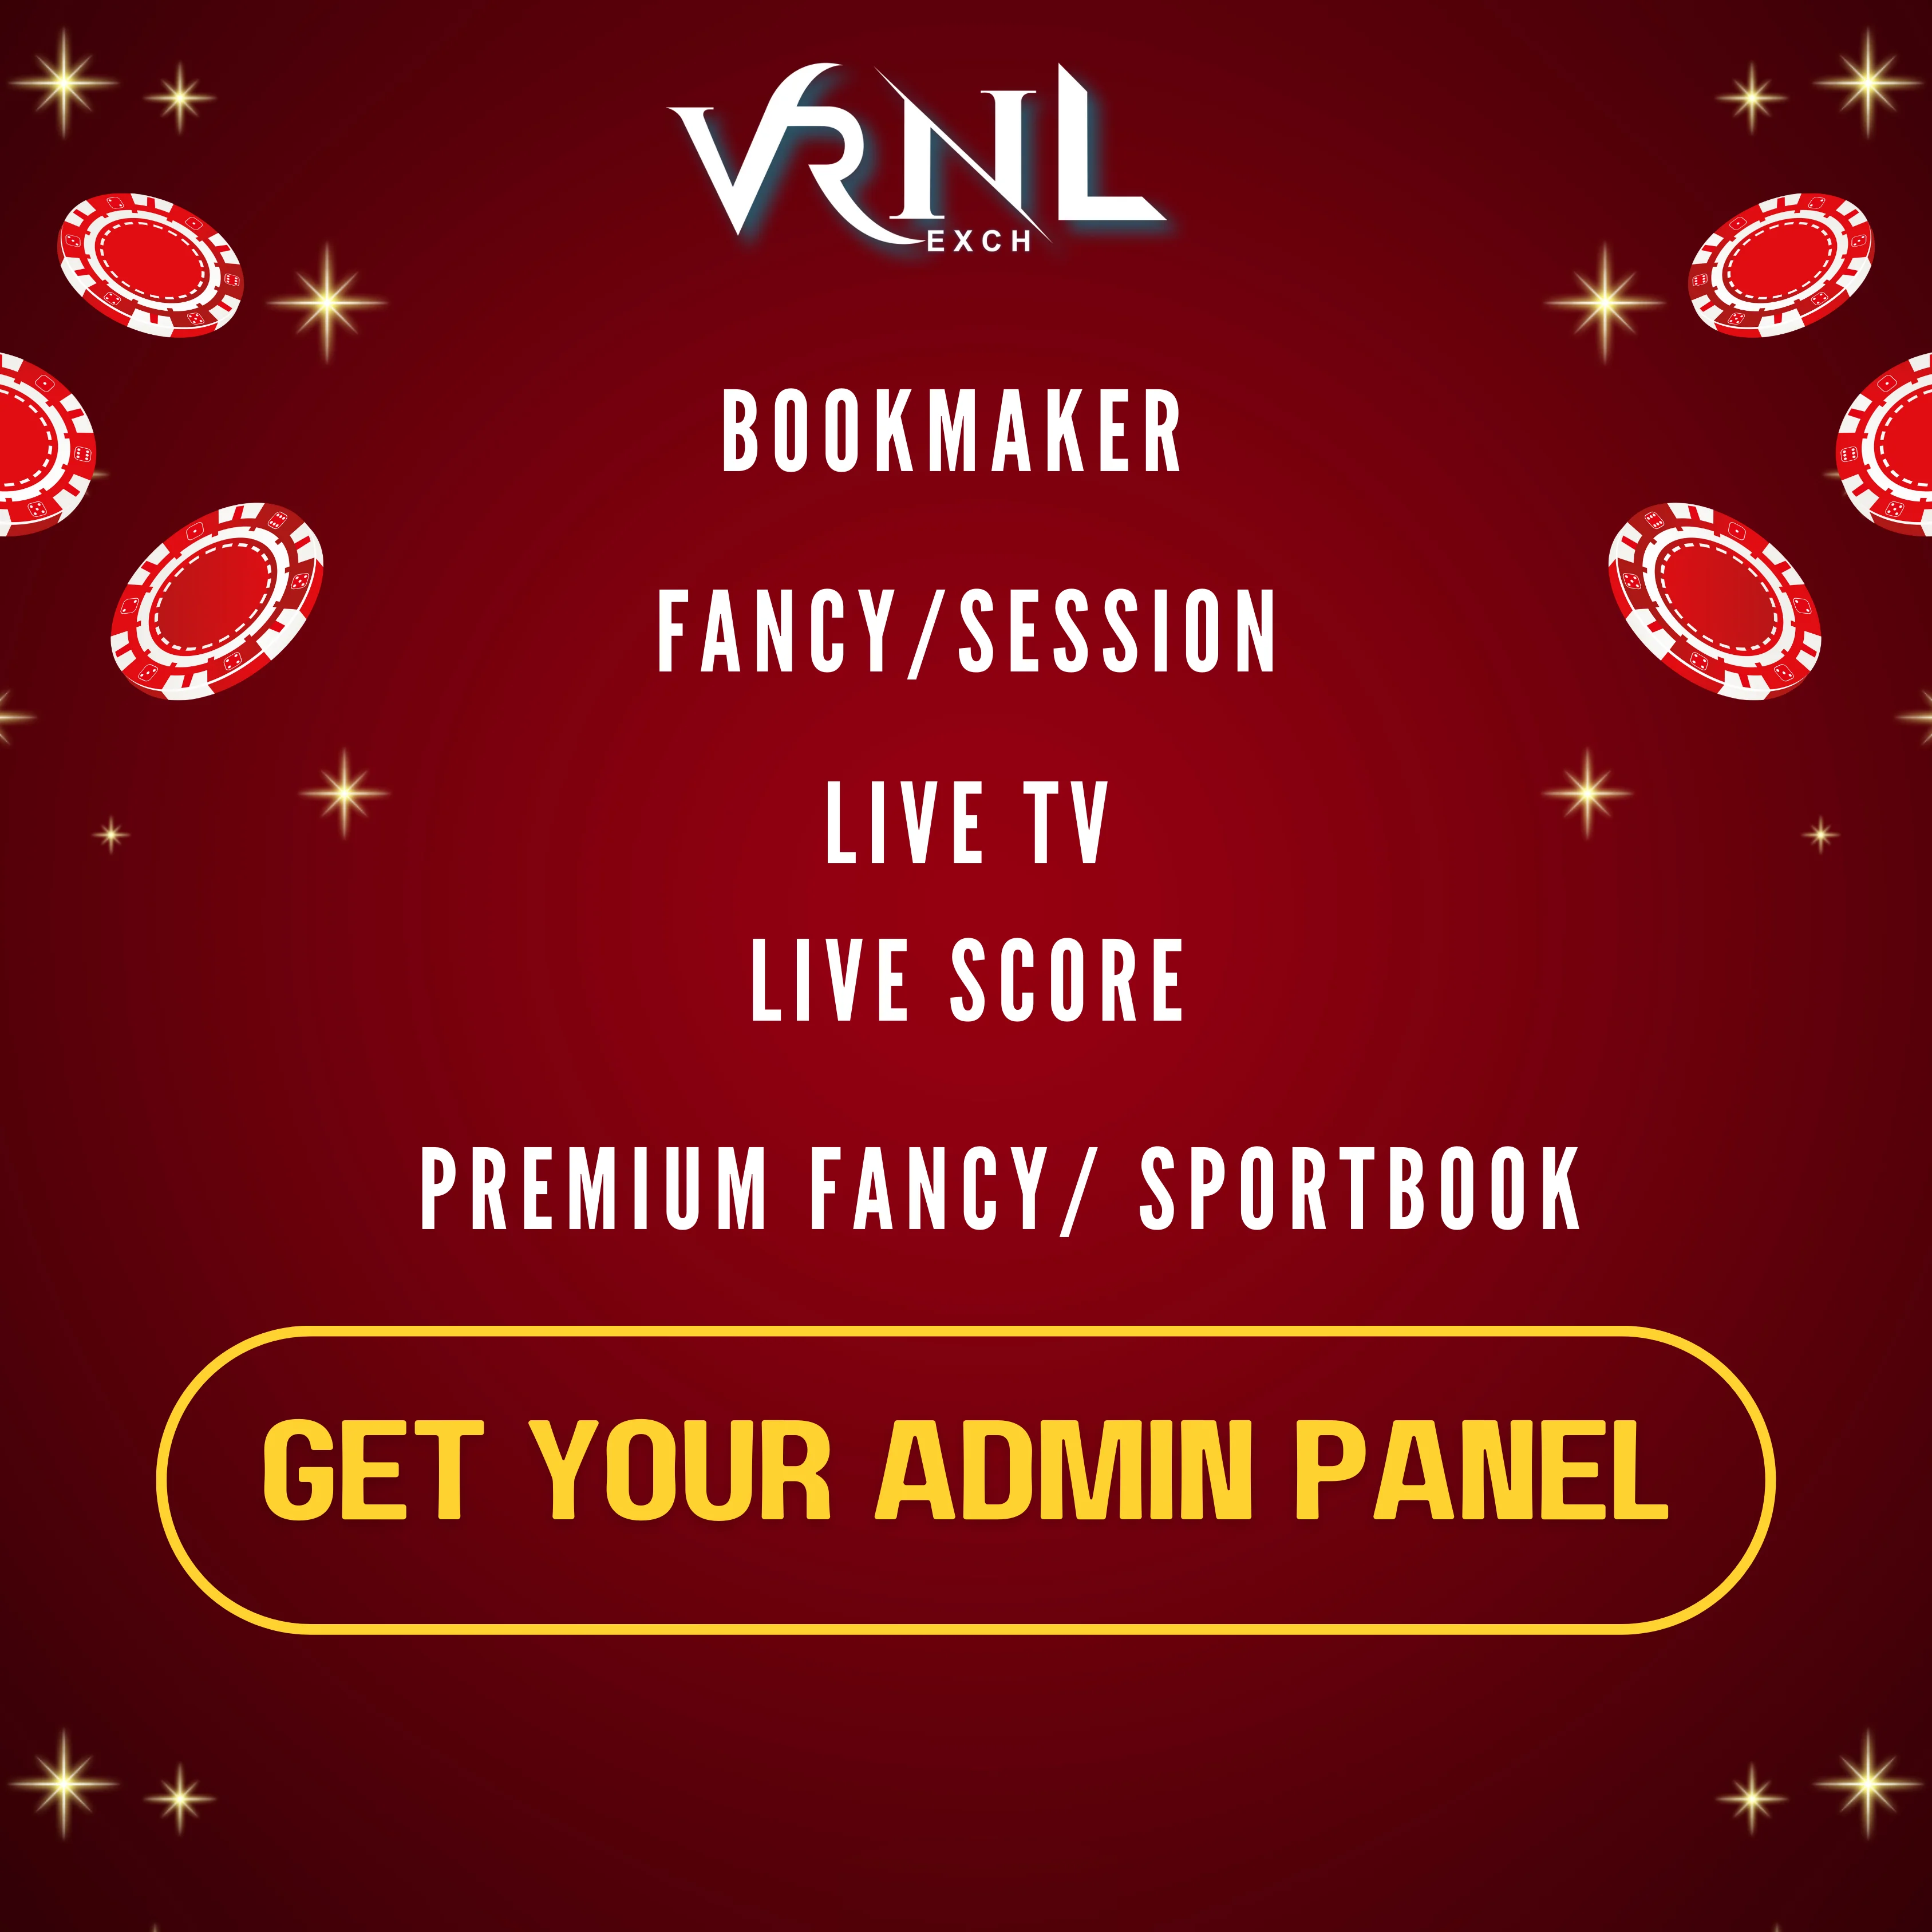 VRNL
EXCH
BOOKMAKER
FANCY/SESSION
LIVE TV
LIVE SCORE
PREMIUM FANCY/ SPORTBOOK
GET YOUR ADMIN PANEL